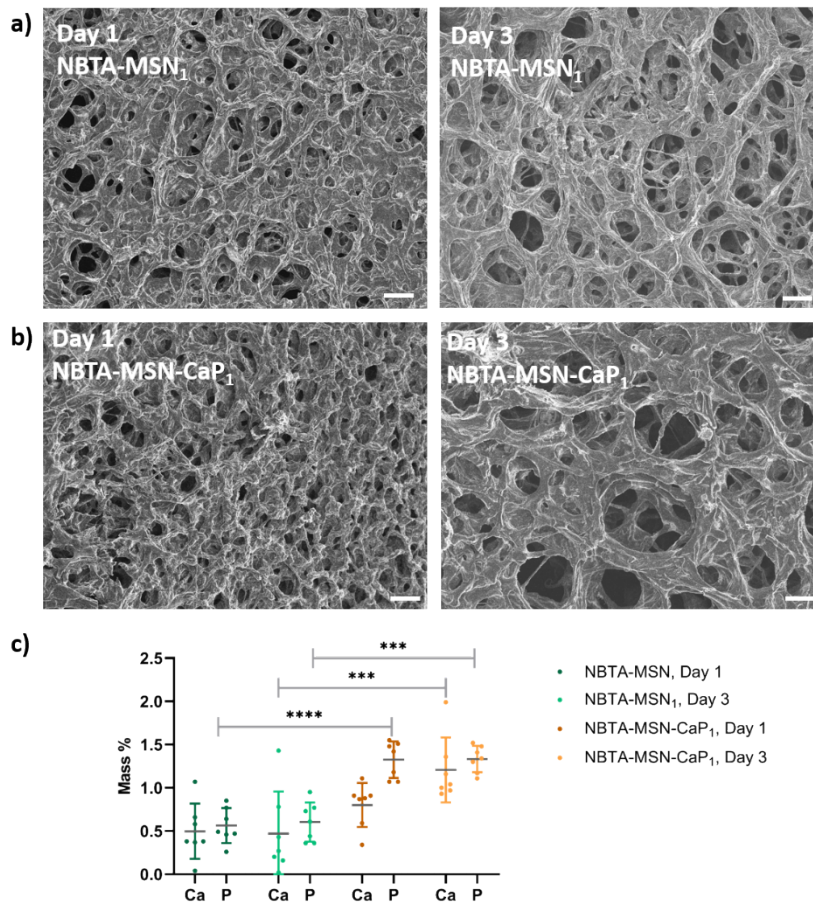 a)
Day 1
NBTA-MSN₁
Day 3
NBTA-MSN₁
b)
Day 1
NBTA-MSN-CaP₁
Day 3
NBTA-MSN-CaP₁
c)
Mass %
2.5
2.0
1.5
1.0
0.5
0.0
***
***
****
Ca P Ca P Ca P Ca P
NBTA-MSN, Day 1
NBTA-MSN₁, Day 3
NBTA-MSN-CaP₁, Day 1
NBTA-MSN-CaP₁, Day 3